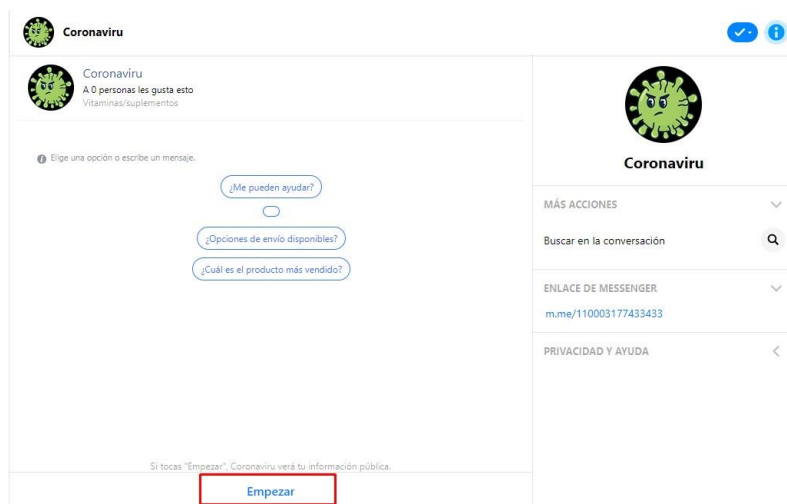 Coronaviru
Coronaviru
A 0 personas les gusta esto
Vitaminas/suplementos
Elige una opción o escribe un mensaje.
¿Me pueden ayudar?
¿Opciones de envío disponibles?
¿Cuál es el producto más vendido?
Si tocas "Empezar", Coronaviru verá tu información pública.
Empezar
Coronaviru
MÁS ACCIONES
Buscar en la conversación
ENLACE DE MESSENGER
m.me/110003177433433
PRIVACIDAD Y AYUDA